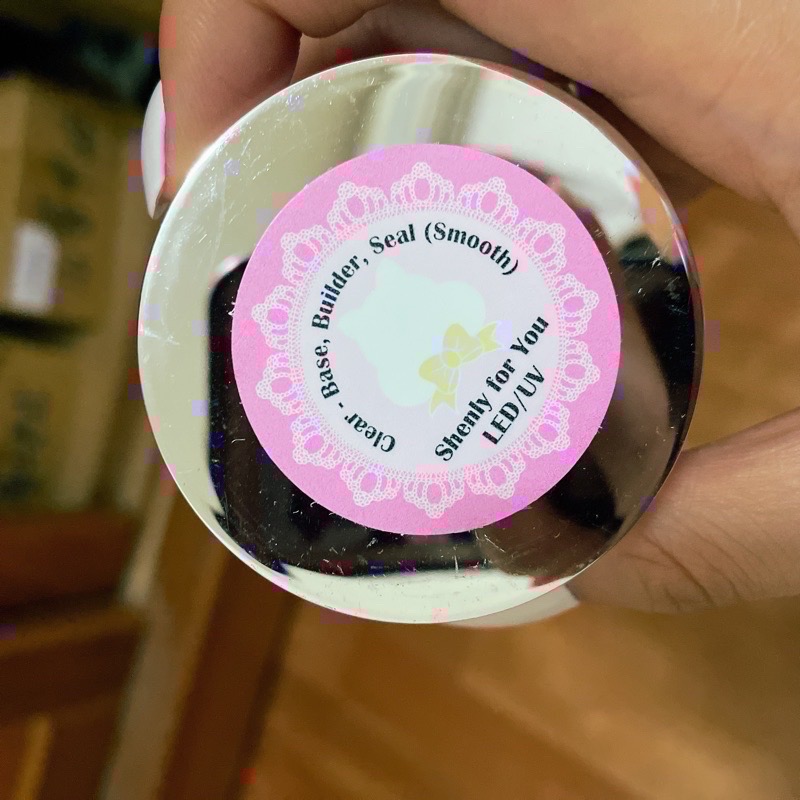 Clear - Base, Builder, Seal (Smooth)
Shenly for You
LED/UV